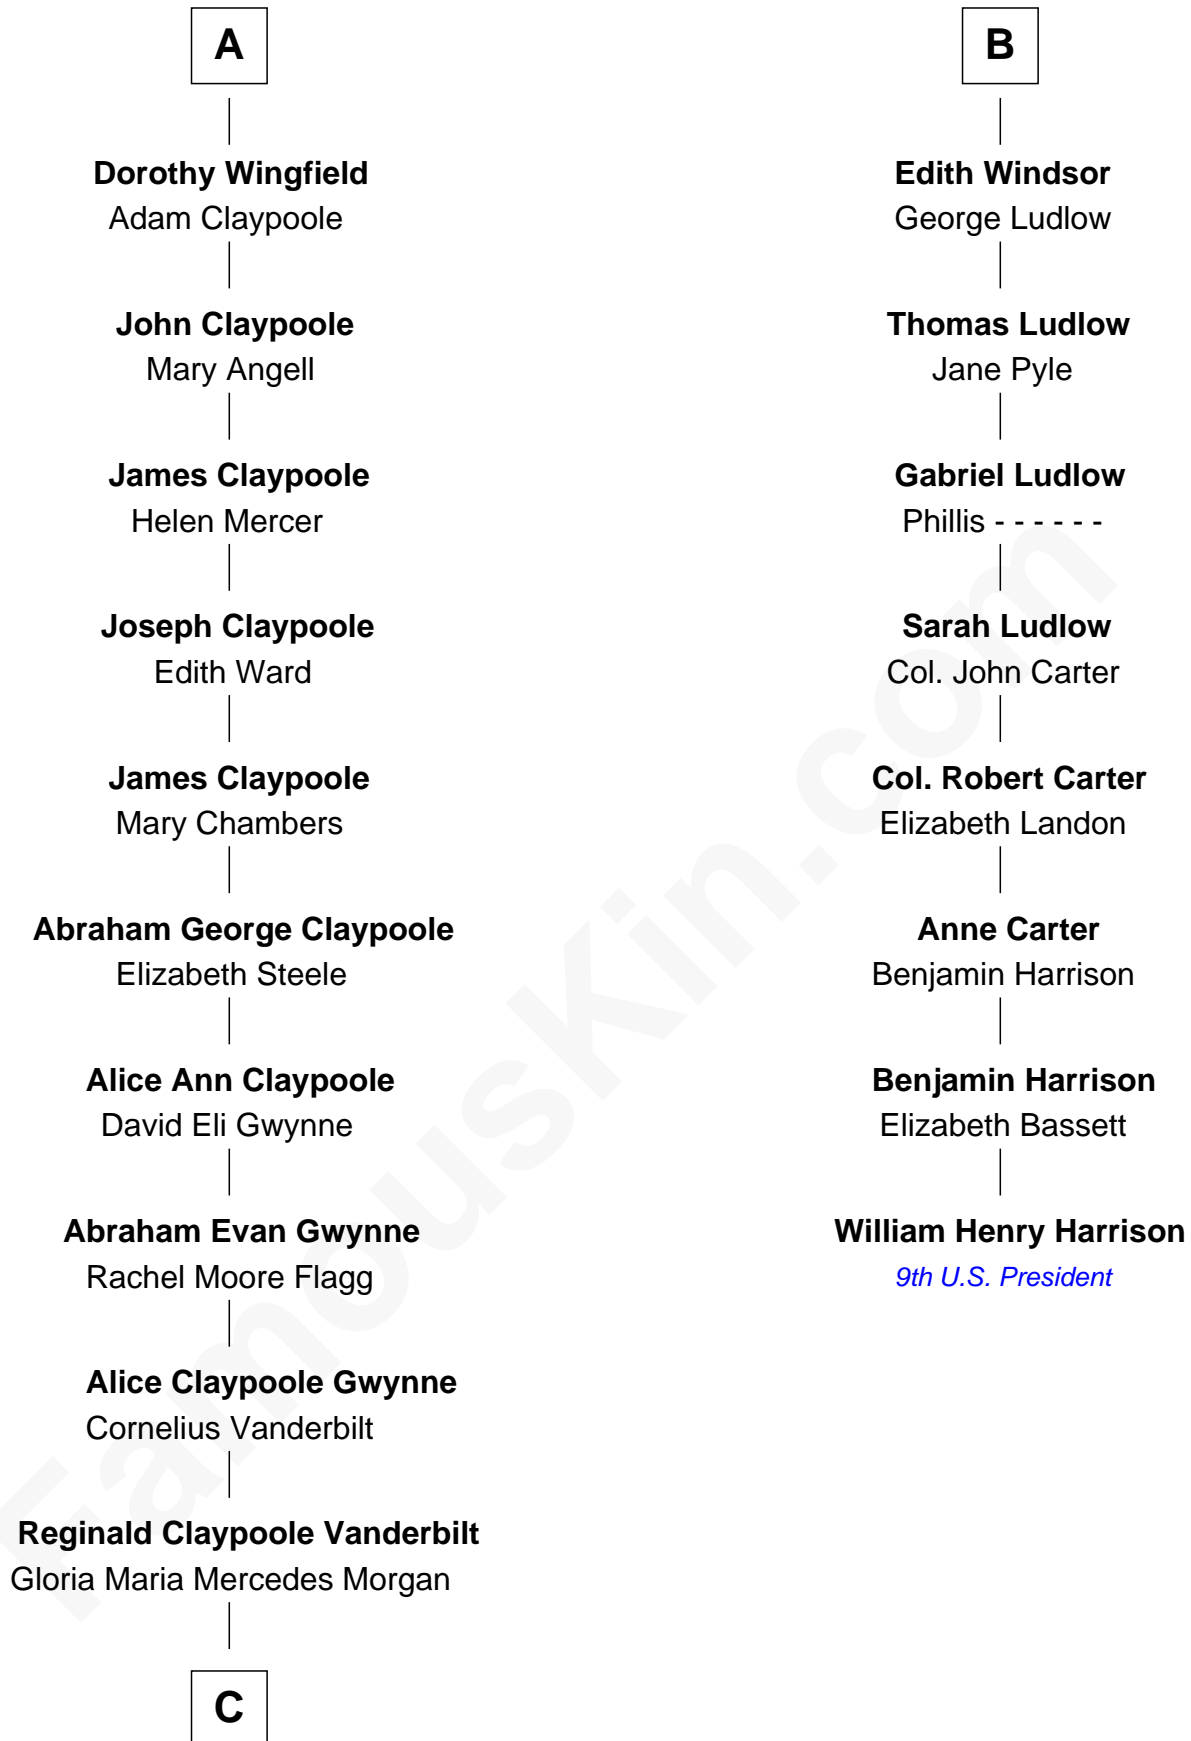 A
Dorothy Wingfield
Adam Claypoole
John Claypoole
Mary Angell
James Claypoole
Helen Mercer
Joseph Claypoole
Edith Ward
James Claypoole
Mary Chambers
Abraham George Claypoole
Elizabeth Steele
Alice Ann Claypoole
David Eli Gwynne
Abraham Evan Gwynne
Rachel Moore Flagg
Alice Claypoole Gwynne
Cornelius Vanderbilt
Reginald Claypoole Vanderbilt
Gloria Maria Mercedes Morgan
C
B
Edith Windsor
George Ludlow
Thomas Ludlow
Jane Pyle
Gabriel Ludlow
Phillis - - - - - -
Sarah Ludlow
Col. John Carter
Col. Robert Carter
Elizabeth Landon
Anne Carter
Benjamin Harrison
Benjamin Harrison
Elizabeth Bassett
William Henry Harrison
9th U.S. President
FamousKin.com